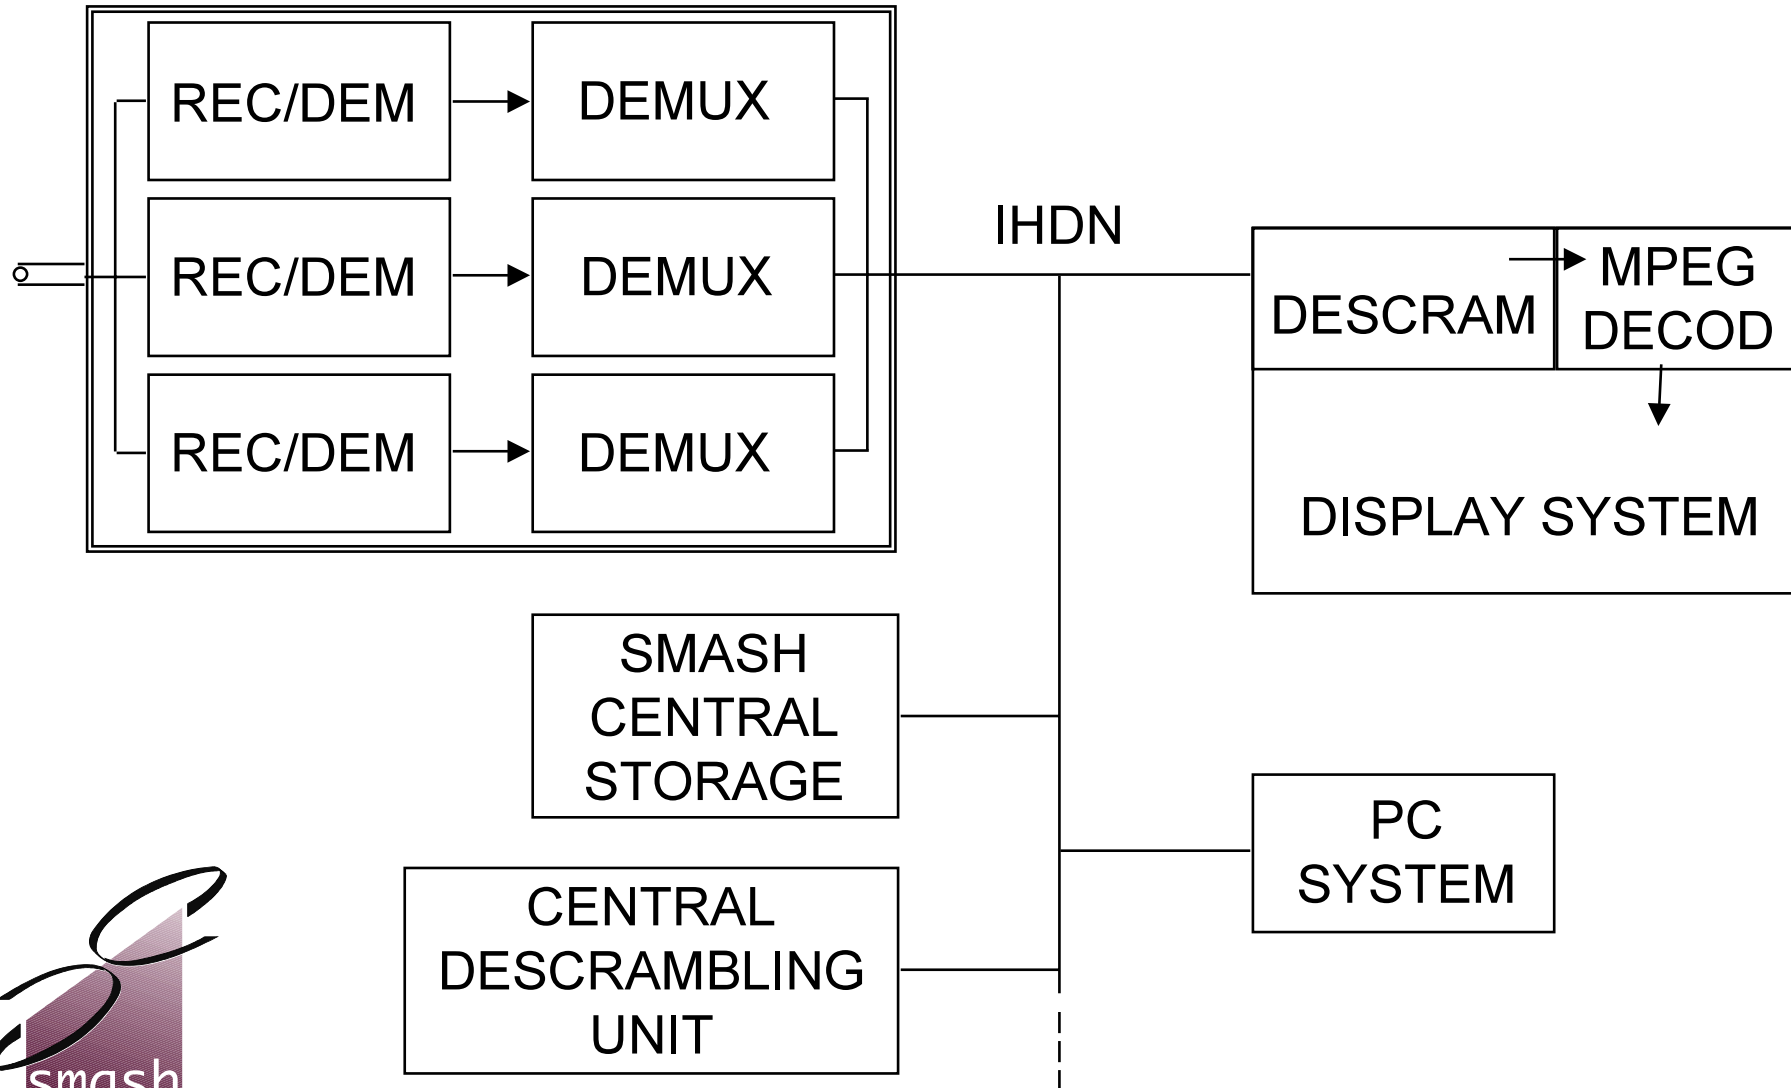 REC/DEM
DEMUX
REC/DEM
DEMUX
REC/DEM
DEMUX
IHDN
DESCRAM
MPEG
DECOD
DISPLAY SYSTEM
SMASH
CENTRAL
STORAGE
PC
SYSTEM
CENTRAL
DESCRAMBLING
UNIT
smash